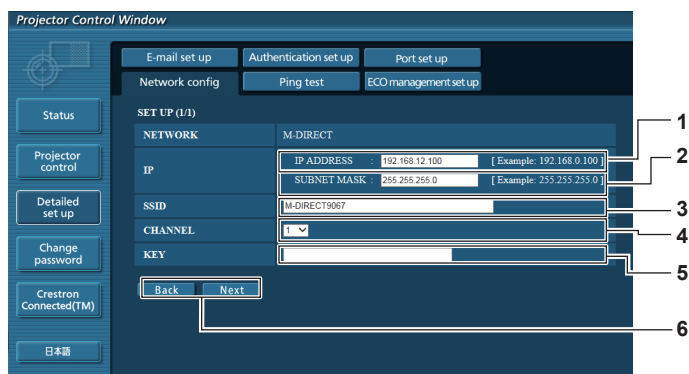 Projector Control Window
E-mail set up
Authentication set up
Port set up
Network config
Ping test
ECO management set up
Status
Projector
control
Detailed
set up
Change
password
Crestron
Connected(TM)
日本語
SET UP (1/1)
NETWORK M-DIRECT
IP
IP ADDRESS : 192.168.12.100 [ Example: 192.168.0.100 ]
SUBNET MASK : 255.255.255.0 [ Example: 255.255.255.0 ]
SSID M-DIRECT9067
CHANNEL 1
KEY
Back Next
1
2
3
4
5
6